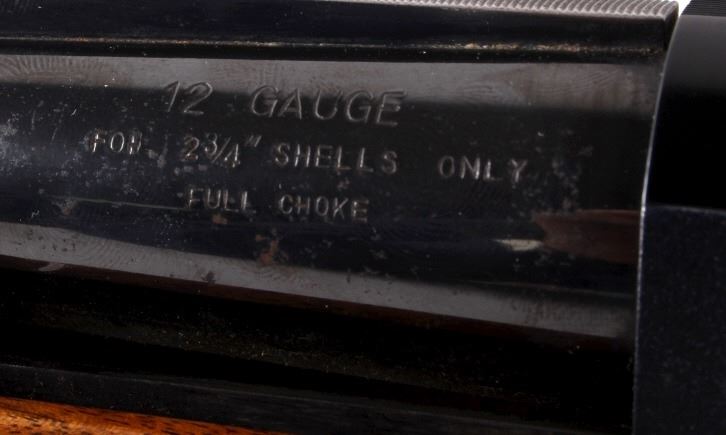 12 GAUGE
FOR 2¾" SHELLS ONLY
FULL CHOKE